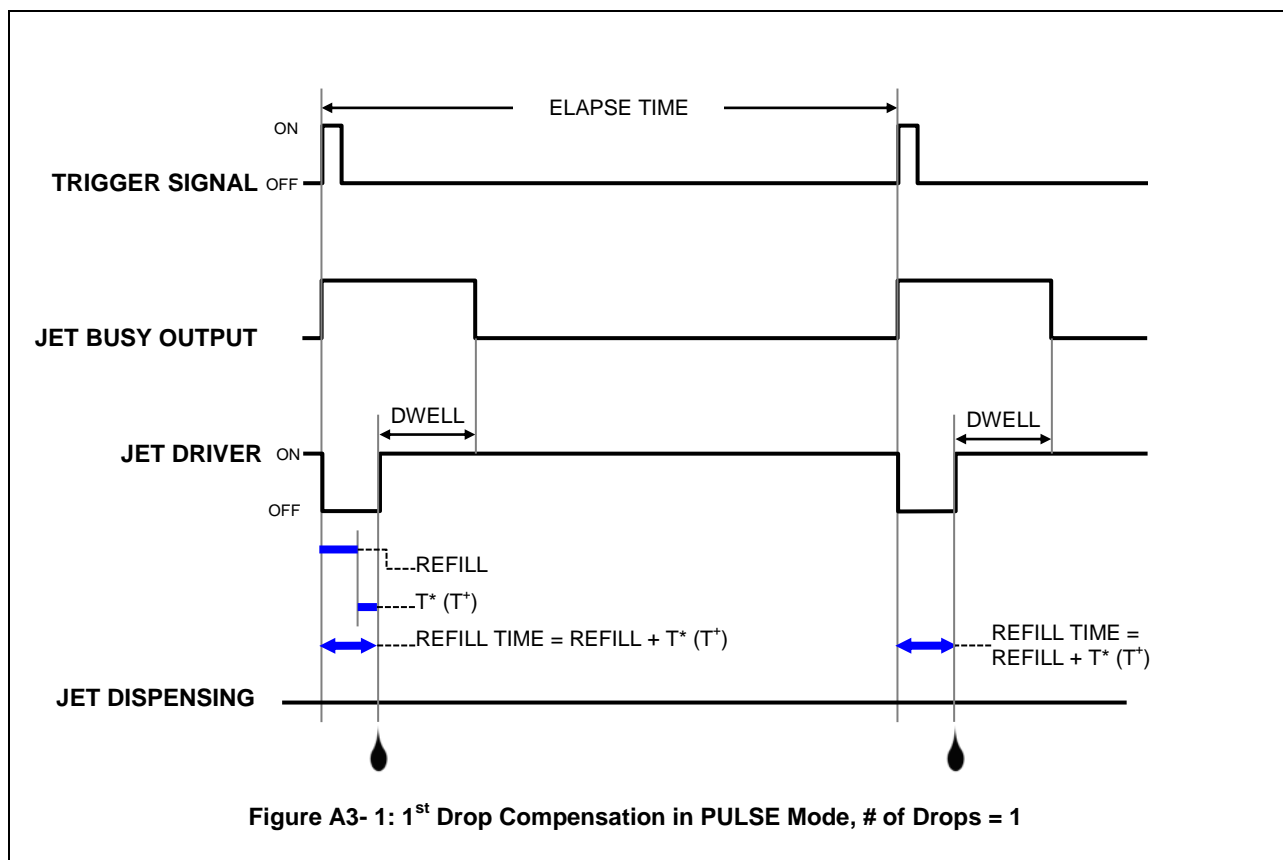 ELAPSE TIME
ON
TRIGGER SIGNAL OFF
JET BUSY OUTPUT
DWELL
DWELL
JET DRIVER ON
OFF
REFILL
T* (T⁺)
REFILL TIME = REFILL + T* (T⁺)
REFILL TIME =
REFILL + T* (T⁺)
JET DISPENSING
Figure A3- 1: 1ˢᵗ Drop Compensation in PULSE Mode, # of Drops = 1